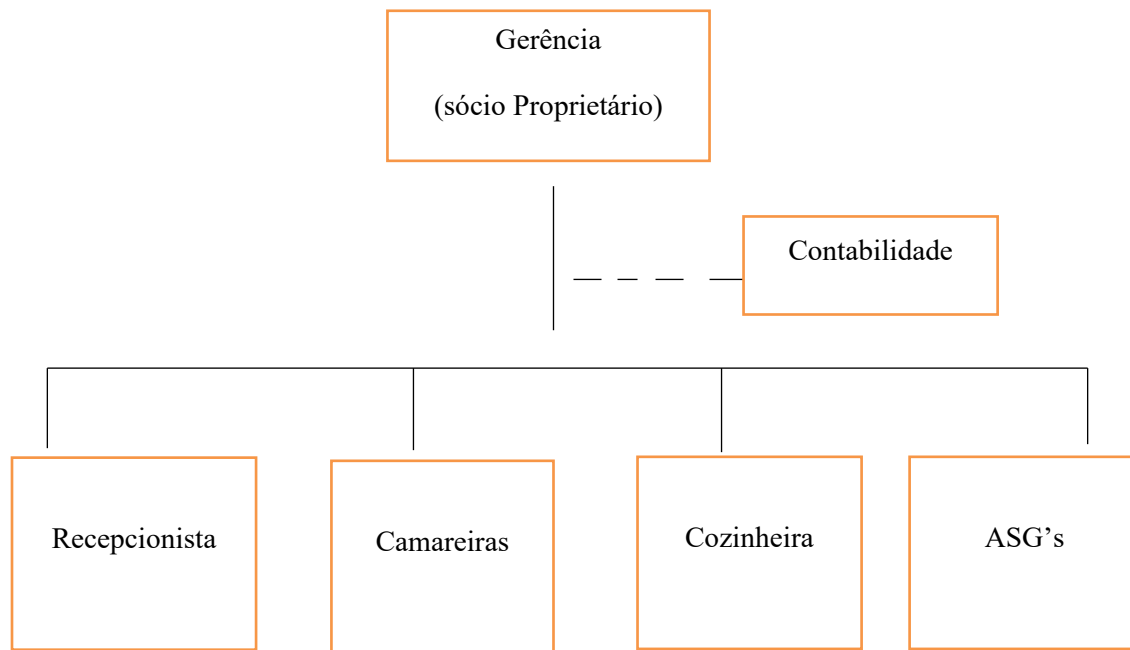 Gerência
(sócio Proprietário)
Contabilidade
Recepcionista
Camareiras
Cozinheira
ASG’s